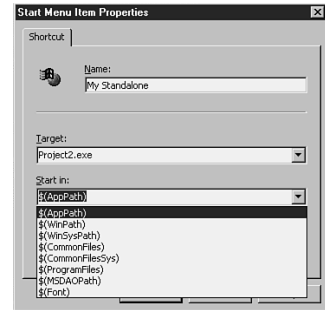 Start Menu Item Properties
Shortcut
Name:
My Standalone
Target:
Project2.exe
Start in:
$(AppPath)
$(AppPath)
$(WinPath)
$(WinSysPath)
$(CommonFiles)
$(CommonFilesSys)
$(ProgramFiles)
$(MSDAOPath)
$(Font)